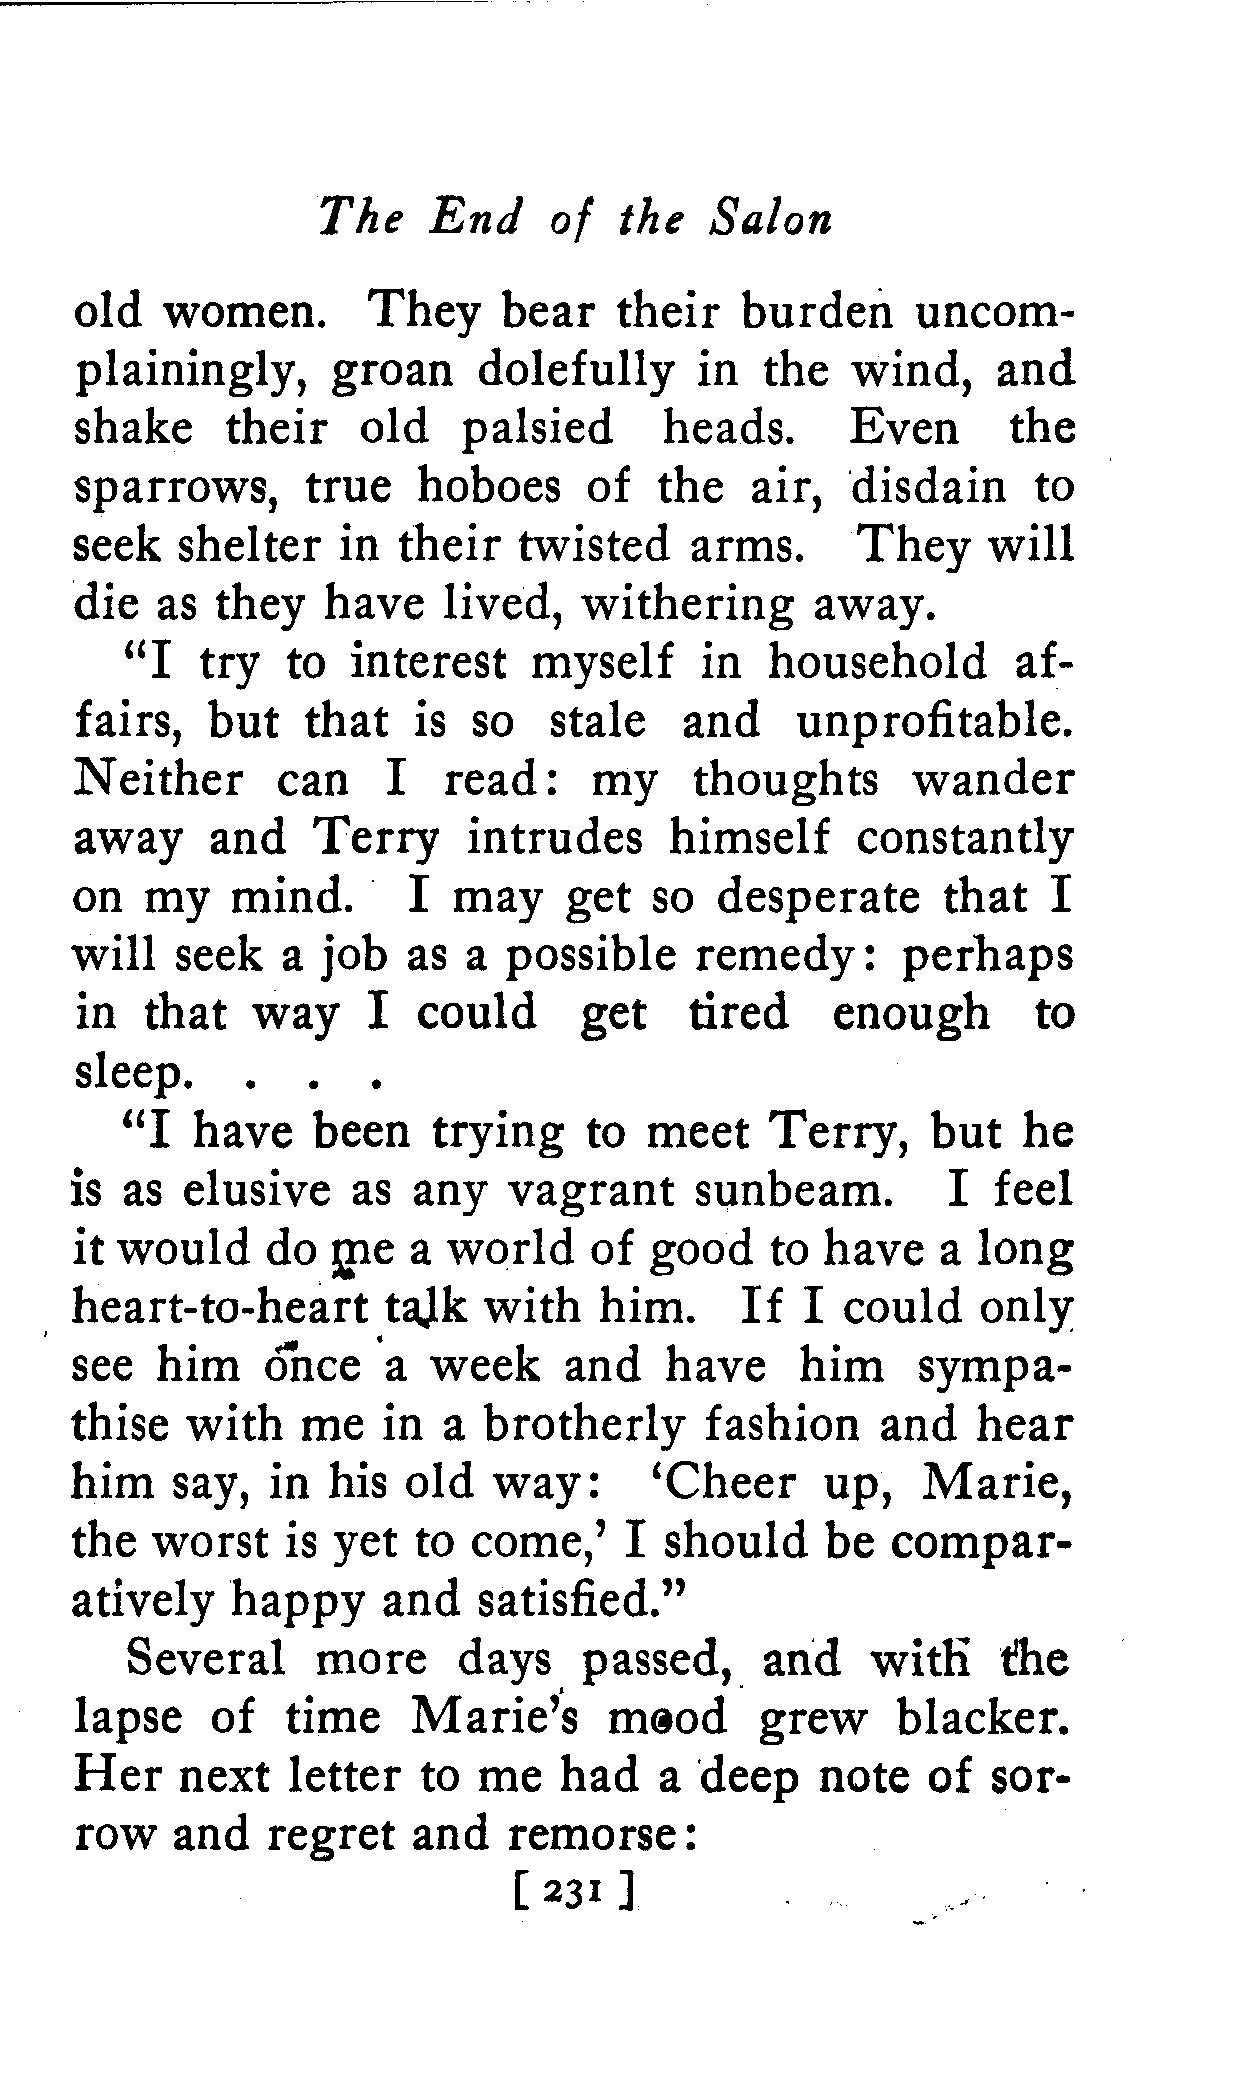 The End of the Salon
old women. They bear their burden uncom-
plainingly, groan dolefully in the wind, and
shake their old palsied heads. Even the
sparrows, true hoboes of the air, disdain to
seek shelter in their twisted arms. They will
die as they have lived, withering away.
"I try to interest myself in household af-
fairs, but that is so stale and unprofitable.
Neither can I read: my thoughts wander
away and Terry intrudes himself constantly
on my mind. I may get so desperate that I
will seek a job as a possible remedy: perhaps
in that way I could get tired enough to
sleep. . . .
"I have been trying to meet Terry, but he
is as elusive as any vagrant sunbeam. I feel
it would do me a world of good to have a long
heart-to-heart talk with him. If I could only
see him once a week and have him sympa-
thise with me in a brotherly fashion and hear
him say, in his old way: 'Cheer up, Marie,
the worst is yet to come,' I should be compar-
atively happy and satisfied."
Several more days passed, and with the
lapse of time Marie's mood grew blacker.
Her next letter to me had a deep note of sor-
row and regret and remorse:
[ 231 ]